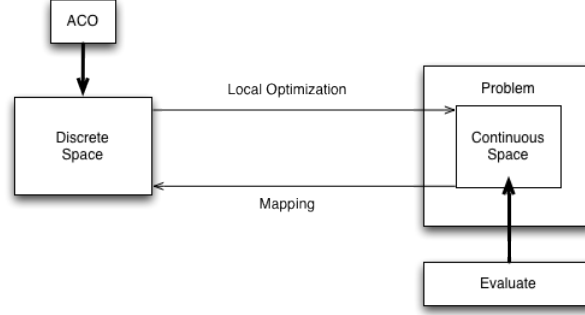 ACO
Local Optimization
Problem
Discrete
Space
Continuous
Space
Mapping
Evaluate